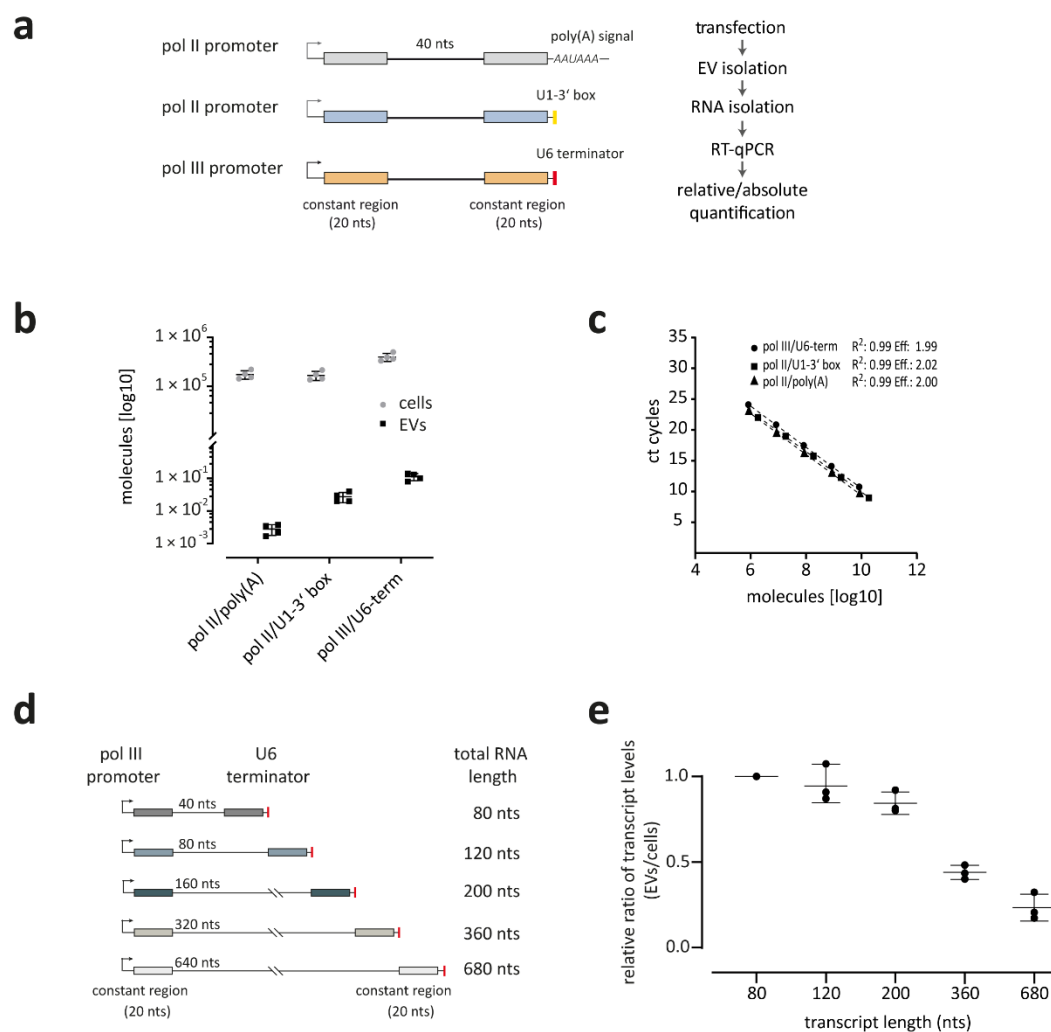 a
pol II promoter
40 nts
poly(A) signal
AAUAAA
pol II promoter
U1-3‘ box
pol III promoter
U6 terminator
constant region
(20 nts)
constant region
(20 nts)
transfection
EV isolation
RNA isolation
RT-qPCR
relative/absolute
quantification
b
molecules [log10]
1 × 10⁶
1 × 10⁵
1 × 10⁻¹
1 × 10⁻²
1 × 10⁻³
cells
EVs
pol II/poly(A)
pol II/U1-3‘ box
pol III/U6-term
c
ct cycles
35
30
25
20
15
10
5
pol III/U6-term R²: 0.99 Eff: 1.99
pol II/U1-3‘ box R²: 0.99 Eff.: 2.02
pol II/poly(A) R²: 0.99 Eff.: 2.00
4 6 8 10 12
molecules [log10]
d
pol III
promoter
U6
terminator
total RNA
length
40 nts
80 nts
80 nts
120 nts
160 nts
200 nts
320 nts
360 nts
640 nts
680 nts
constant region
(20 nts)
constant region
(20 nts)
e
relative ratio of transcript levels
(EVs/cells)
1.0
0.5
0.0
80 120 200 360 680
transcript length (nts)